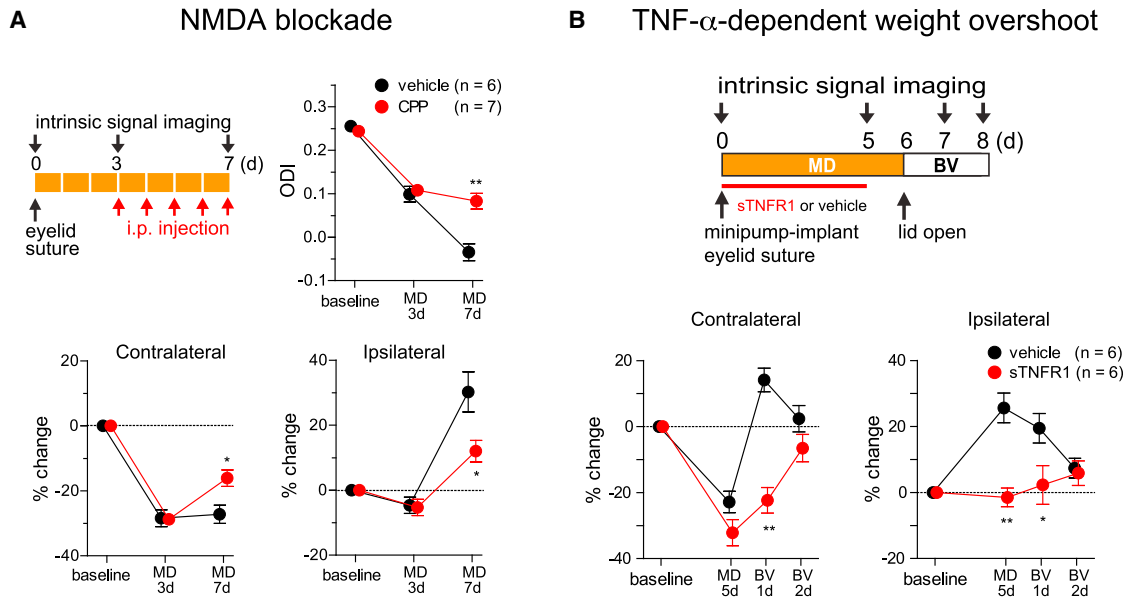 A NMDA blockade
vehicle (n = 6)
CPP (n = 7)
intrinsic signal imaging
0 3 7 (d)
eyelid suture
i.p. injection
ODI
0.3
0.2
0.1
0.0
-0.1
**
baseline MD 3d MD 7d
Contralateral
% change
20
0
-20
-40
*
baseline MD 3d MD 7d
Ipsilateral
% change
40
20
0
-20
*
baseline MD 3d MD 7d
B TNF-α-dependent weight overshoot
intrinsic signal imaging
0 5 6 7 8 (d)
MD BV
sTNFR1 or vehicle
minipump-implant
eyelid suture
lid open
Contralateral
% change
20
0
-20
-40
**
baseline MD 5d BV 1d BV 2d
Ipsilateral
vehicle (n = 6)
sTNFR1 (n = 6)
% change
40
20
0
-20
** *
baseline MD 5d BV 1d BV 2d